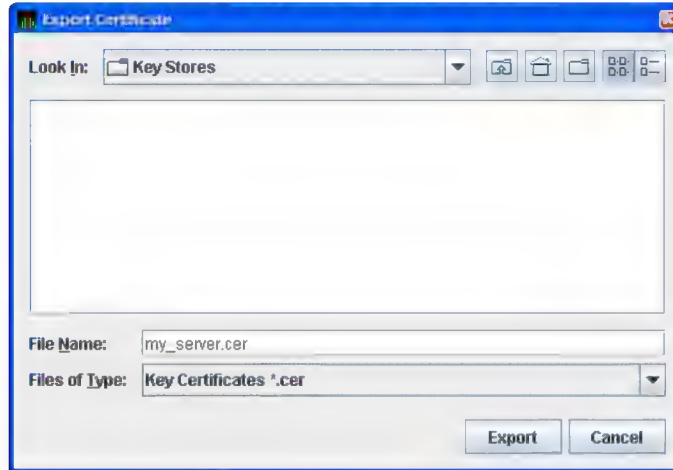 Export Certificate
Look In: Key Stores
File Name: my_server.cer
Files of Type: Key Certificates *.cer
Export Cancel